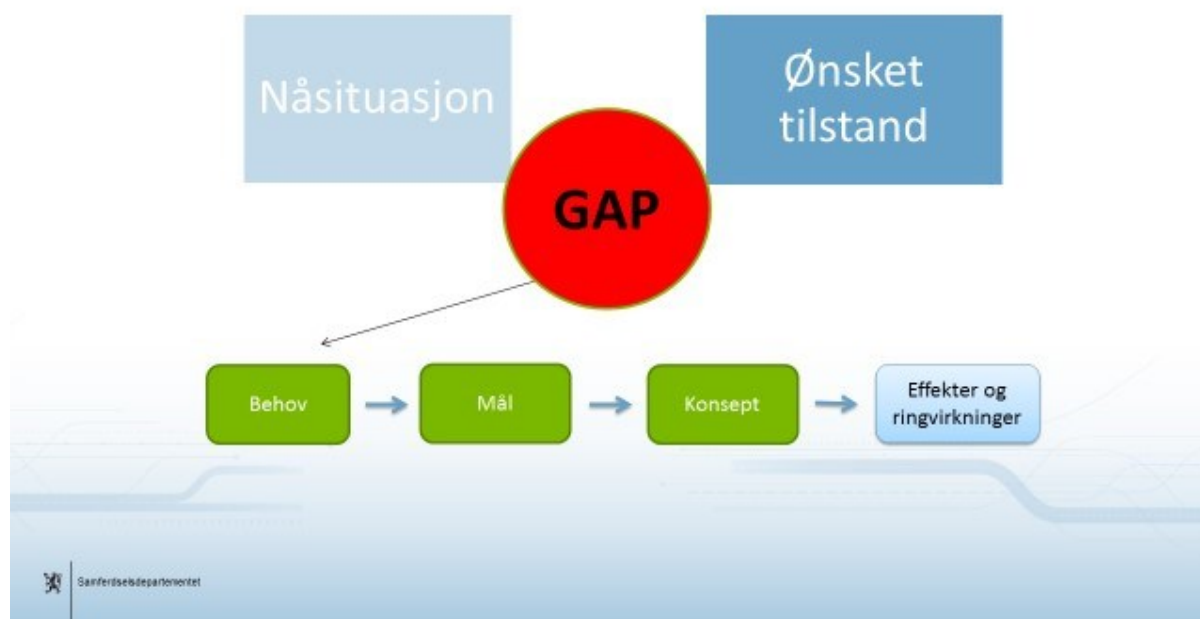 Nåsituasjon
Ønsket
tilstand
GAP
Behov
Mål
Konsept
Effekter og
ringvirkninger
Samferdselsdepartementet